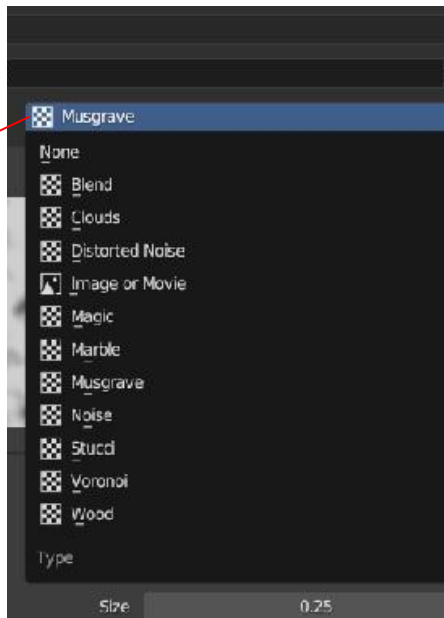 Musgrave
None
Blend
Clouds
Distorted Noise
Image or Movie
Magic
Marble
Musgrave
Noise
Stucci
Voronoi
Wood
Type
Size 0.25